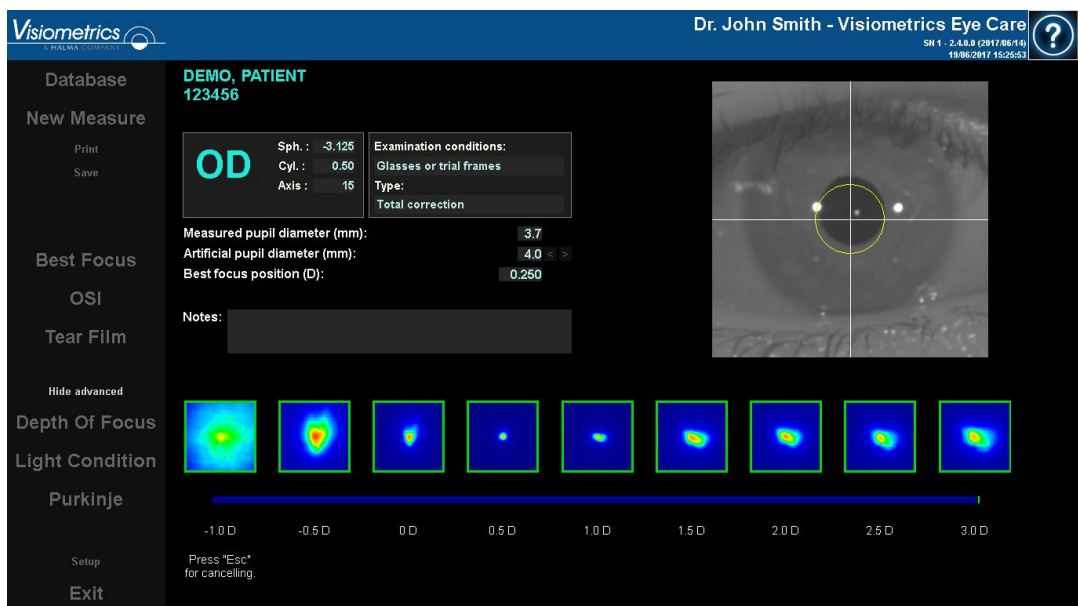 Visiometrics
A HALMA COMPANY
Dr. John Smith - Visiometrics Eye Care
SN 1 - 2.4.0.0 (2017/06/14)
19/06/2017 15:25:53
?
Database
New Measure
Print
Save
Best Focus
OSI
Tear Film
Hide advanced
Depth Of Focus
Light Condition
Purkinje
Setup
Exit
DEMO, PATIENT
123456
OD
Sph. : -3.125
Cyl. : 0.50
Axis : 15
Examination conditions:
Glasses or trial frames
Type:
Total correction
Measured pupil diameter (mm): 3.7
Artificial pupil diameter (mm): 4.0 < >
Best focus position (D): 0.250
Notes:
-1.0 D -0.5 D 0 D 0.5 D 1.0 D 1.5 D 2.0 D 2.5 D 3.0 D
Press "Esc"
for cancelling.